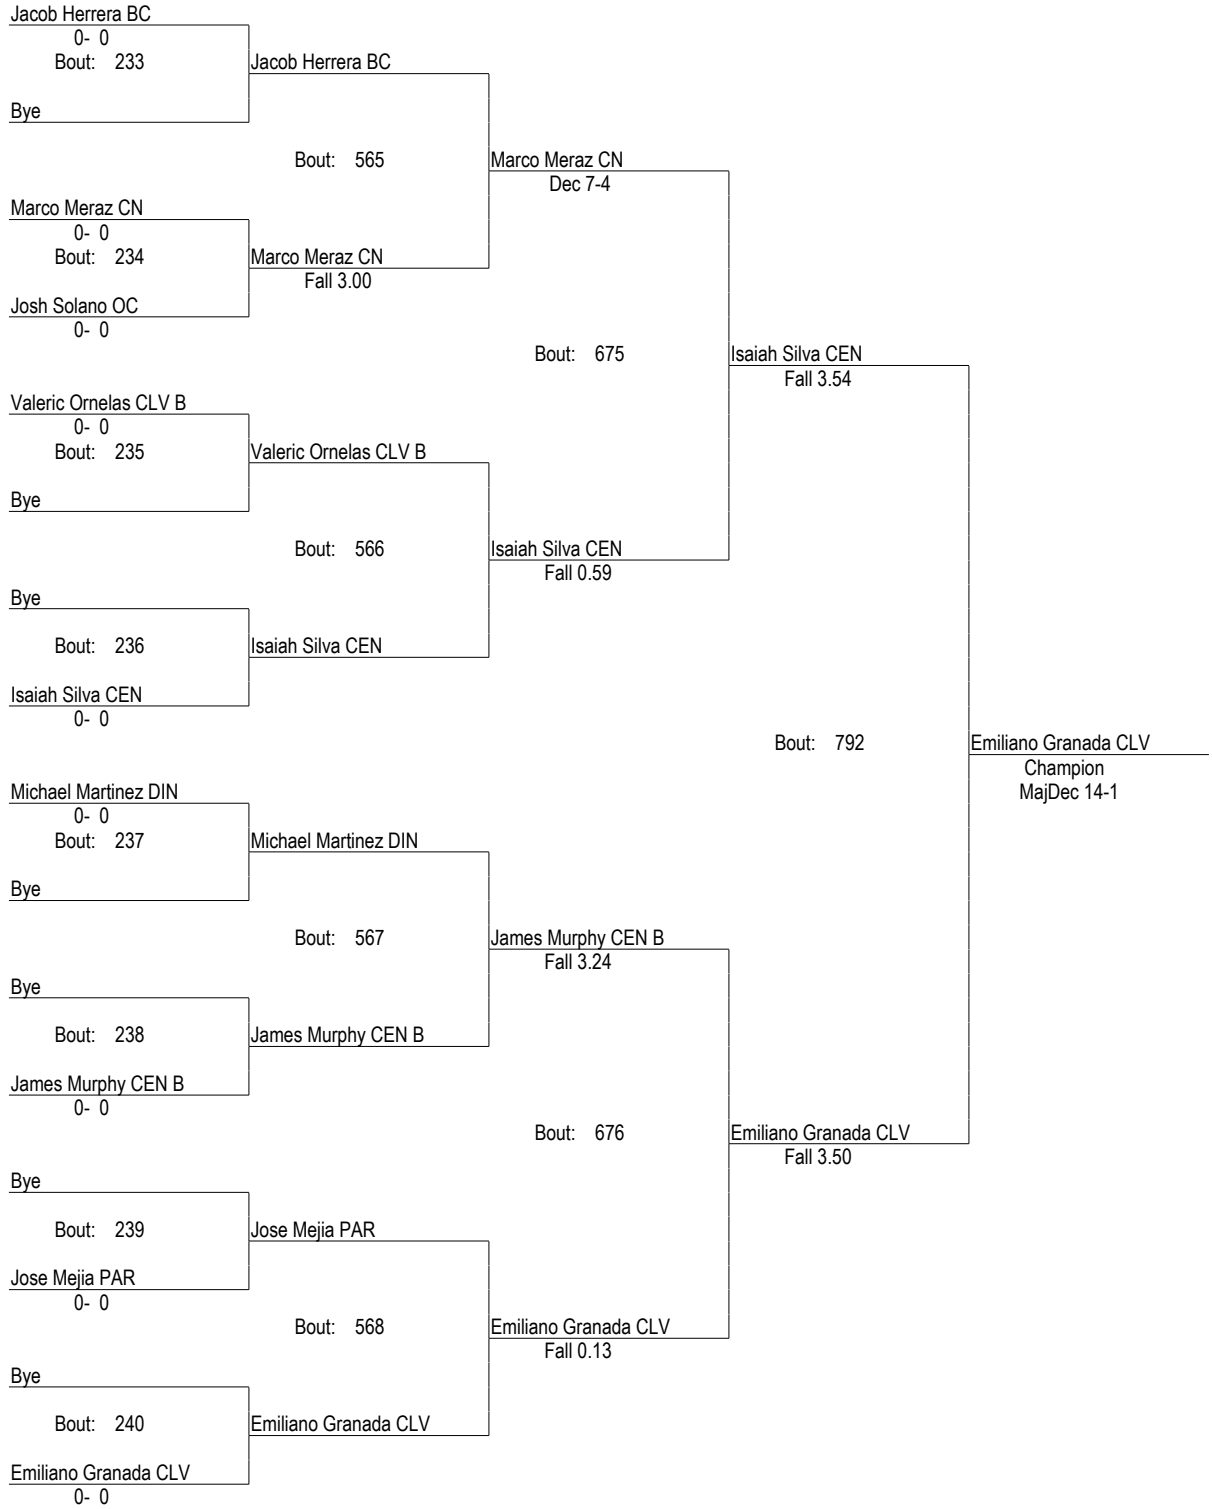 Jacob Herrera BC
0- 0
Bout: 233
Jacob Herrera BC
Bye
Bout: 565
Marco Meraz CN
Dec 7-4
Marco Meraz CN
0- 0
Bout: 234
Marco Meraz CN
Fall 3.00
Josh Solano OC
0- 0
Bout: 675
Isaiah Silva CEN
Fall 3.54
Valeric Ornelas CLV B
0- 0
Bout: 235
Valeric Ornelas CLV B
Bye
Bout: 566
Isaiah Silva CEN
Fall 0.59
Bye
Bout: 236
Isaiah Silva CEN
Isaiah Silva CEN
0- 0
Bout: 792
Emiliano Granada CLV
Champion
MajDec 14-1
Michael Martinez DIN
0- 0
Bout: 237
Michael Martinez DIN
Bye
Bout: 567
James Murphy CEN B
Fall 3.24
Bye
Bout: 238
James Murphy CEN B
James Murphy CEN B
0- 0
Bout: 676
Emiliano Granada CLV
Fall 3.50
Bye
Bout: 239
Jose Mejia PAR
Jose Mejia PAR
0- 0
Bout: 568
Emiliano Granada CLV
Fall 0.13
Bye
Bout: 240
Emiliano Granada CLV
Emiliano Granada CLV
0- 0